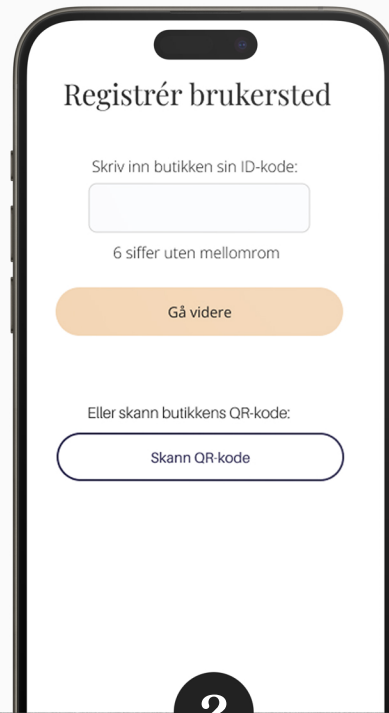 Registrér brukersted
Skriv inn butikken sin ID-kode:
6 siffer uten mellomrom
Gå videre
Eller skann butikkens QR-kode:
Skann QR-kode
2